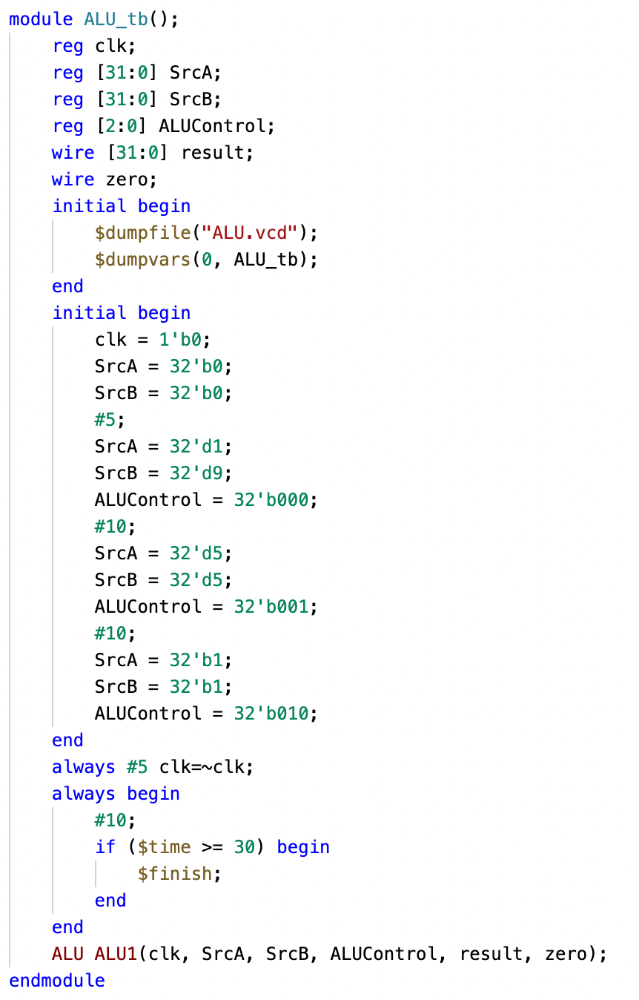 module ALU_tb();
    reg clk;
    reg [31:0] SrcA;
    reg [31:0] SrcB;
    reg [2:0] ALUControl;
    wire [31:0] result;
    wire zero;
    initial begin
        $dumpfile("ALU.vcd");
        $dumpvars(0, ALU_tb);
    end
    initial begin
        clk = 1'b0;
        SrcA = 32'b0;
        SrcB = 32'b0;
        #5;
        SrcA = 32'd1;
        SrcB = 32'd9;
        ALUControl = 32'b000;
        #10;
        SrcA = 32'd5;
        SrcB = 32'd5;
        ALUControl = 32'b001;
        #10;
        SrcA = 32'b1;
        SrcB = 32'b1;
        ALUControl = 32'b010;
    end
    always #5 clk=~clk;
    always begin
        #10;
        if ($time >= 30) begin
            $finish;
        end
    end
    ALU ALU1(clk, SrcA, SrcB, ALUControl, result, zero);
endmodule